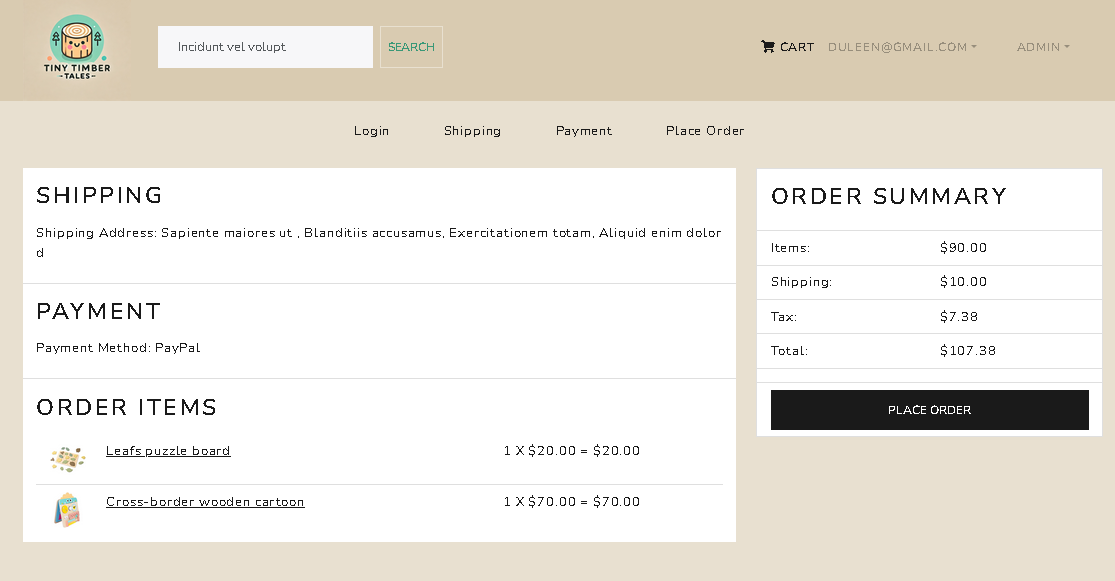 TINY TIMBER
-TALES-
Incidunt vel volupt
SEARCH
CART
DULEEN@GMAIL.COM
ADMIN
Login
Shipping
Payment
Place Order
SHIPPING
Shipping Address: Sapiente maiores ut , Blanditiis accusamus, Exercitationem totam, Aliquid enim dolor
d
PAYMENT
Payment Method: PayPal
ORDER ITEMS
Leafs puzzle board
1 X $20.00 = $20.00
Cross-border wooden cartoon
1 X $70.00 = $70.00
ORDER SUMMARY
Items: $90.00
Shipping: $10.00
Tax: $7.38
Total: $107.38
PLACE ORDER